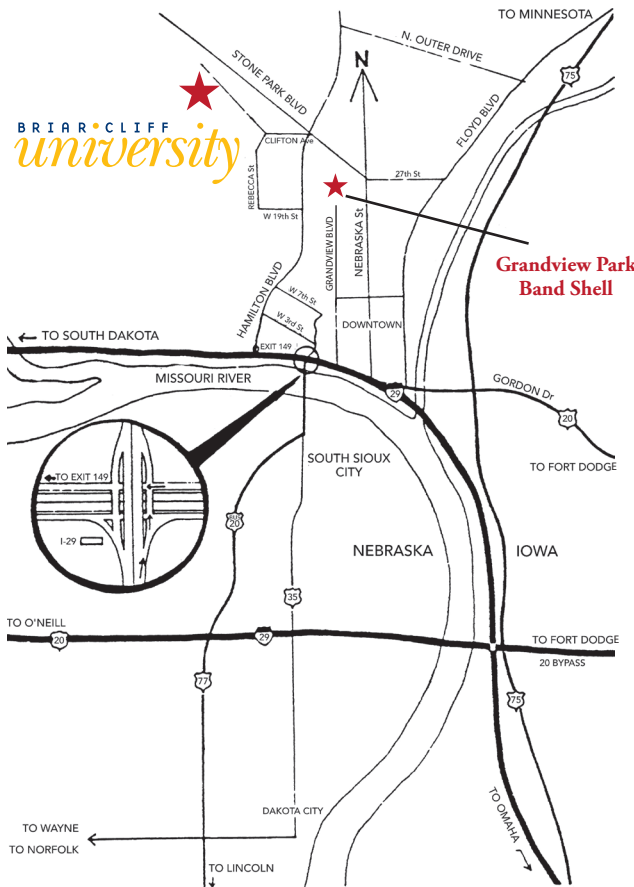 TO MINNESOTA
N. OUTER DRIVE
75
N
STONE PARK BLVD
FLOYD BLVD
BRIAR CLIFF
university
CLIFTON Ave
REBECCA St
27th St
W 19th St
GRANDVIEW BLVD
NEBRASKA St
Grandview Park
Band Shell
HAMILTON BLVD
W 7th St
W 3rd St
DOWNTOWN
TO SOUTH DAKOTA
EXIT 149
MISSOURI RIVER
29
GORDON Dr
20
TO FORT DODGE
SOUTH SIOUX
CITY
TO EXIT 149
I-29
BUS
20
NEBRASKA
IOWA
35
TO O'NEILL
20
29
TO FORT DODGE
20 BYPASS
77
75
TO OMAHA
DAKOTA CITY
TO WAYNE
TO NORFOLK
TO LINCOLN